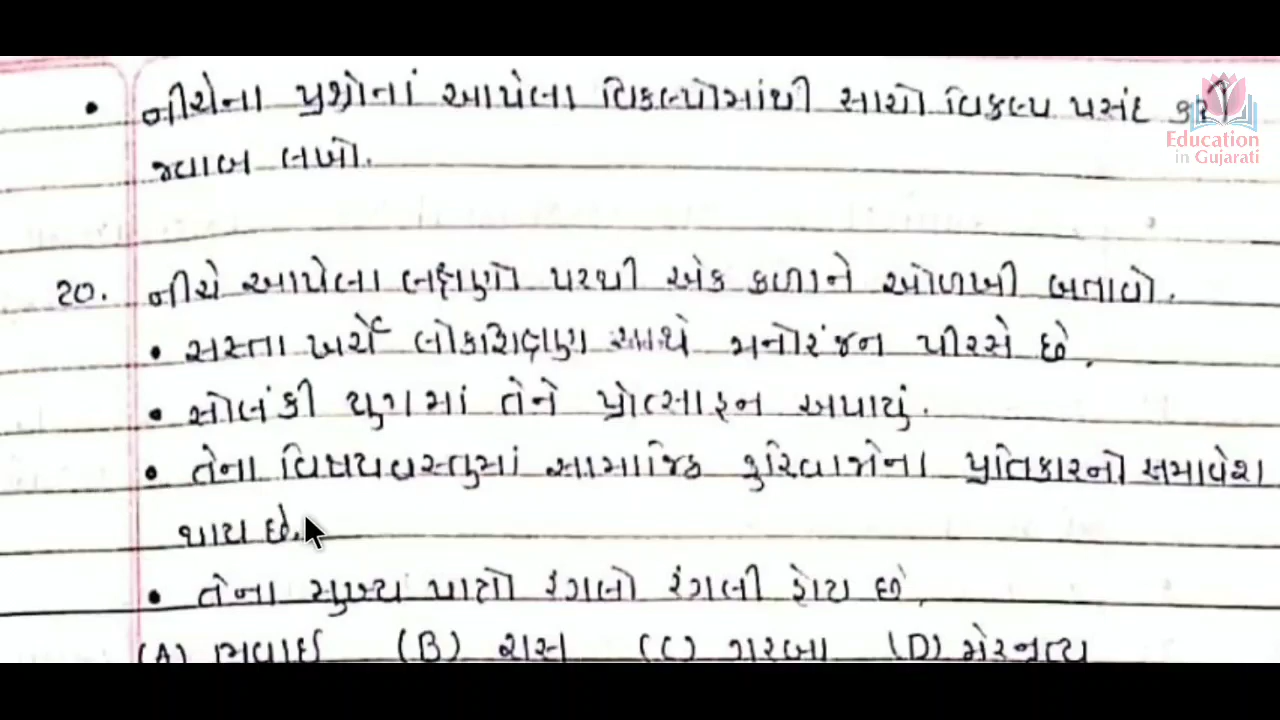 • નીચેના પ્રશ્નોનાં આપેલા વિકલ્પોમાંથી સાચો વિકલ્પ પસંદ કરી
જવાબ લખો.
Education
in Gujarati
20. નીચે આપેલા લક્ષણો પરથી એક કળાને ઓળખી બતાવો.
• સસ્તા ખર્ચે લોકશિક્ષણ સાથે મનોરંજન પીરસે છે.
• સોલંકી યુગમાં તેને પ્રોત્સાહન અપાયું.
• તેના વિષયવસ્તુમાં સામાજિક કુરિવાજોના પ્રતિકારનો સમાવેશ
થાય છે.
• તેના મુખ્ય પાત્રો રંગલો રંગલી હોય છે.
(A) ભવાઈ (B) રાસ (C) ગરબા (D) મેરનૃત્ય